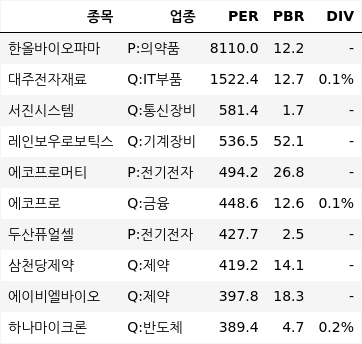 종목 업종 PER PBR DIV
한올바이오파마 P:의약품 8110.0 12.2 -
대주전자재료 Q:IT부품 1522.4 12.7 0.1%
서진시스템 Q:통신장비 581.4 1.7 -
레인보우로보틱스 Q:기계장비 536.5 52.1 -
에코프로머티 P:전기전자 494.2 26.8 -
에코프로 Q:금융 448.6 12.6 0.1%
두산퓨얼셀 P:전기전자 427.7 2.5 -
삼천당제약 Q:제약 419.2 14.1 -
에이비엘바이오 Q:제약 397.8 18.3 -
하나마이크론 Q:반도체 389.4 4.7 0.2%